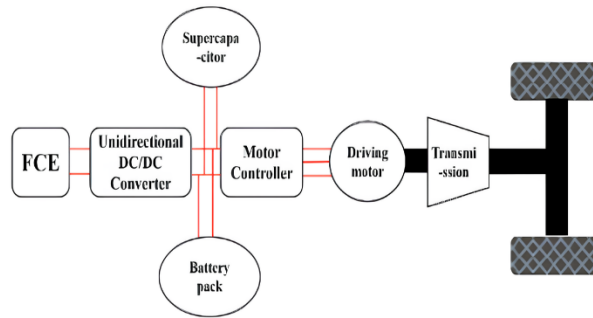 Supercapa
-citor
FCE
Unidirectional
DC/DC
Converter
Motor
Controller
Driving
motor
Transmi
-ssion
Battery
pack